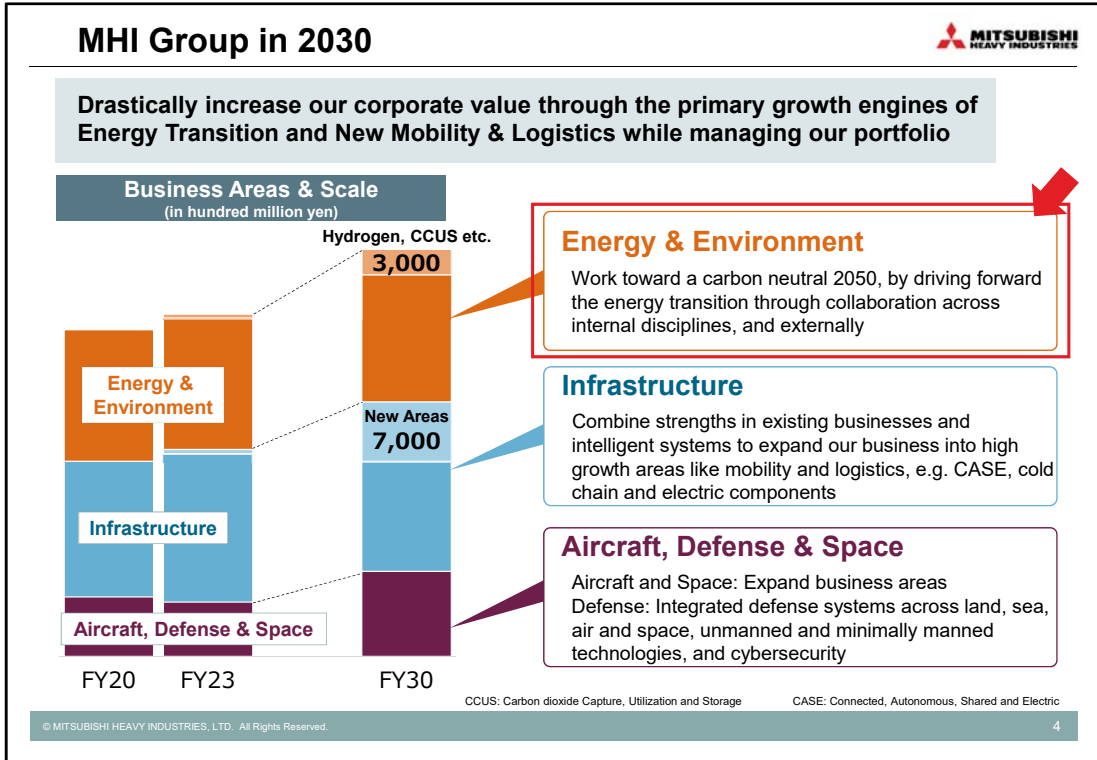 MHI Group in 2030
MITSUBISHI
HEAVY INDUSTRIES
Drastically increase our corporate value through the primary growth engines of
Energy Transition and New Mobility & Logistics while managing our portfolio
Business Areas & Scale
(in hundred million yen)
Hydrogen, CCUS etc.
3,000
Energy &
Environment
New Areas
7,000
Infrastructure
Aircraft, Defense & Space
FY20
FY23
FY30
Energy & Environment
Work toward a carbon neutral 2050, by driving forward
the energy transition through collaboration across
internal disciplines, and externally
Infrastructure
Combine strengths in existing businesses and
intelligent systems to expand our business into high
growth areas like mobility and logistics, e.g. CASE, cold
chain and electric components
Aircraft, Defense & Space
Aircraft and Space: Expand business areas
Defense: Integrated defense systems across land, sea,
air and space, unmanned and minimally manned
technologies, and cybersecurity
CCUS: Carbon dioxide Capture, Utilization and Storage
CASE: Connected, Autonomous, Shared and Electric
© MITSUBISHI HEAVY INDUSTRIES, LTD. All Rights Reserved.
4